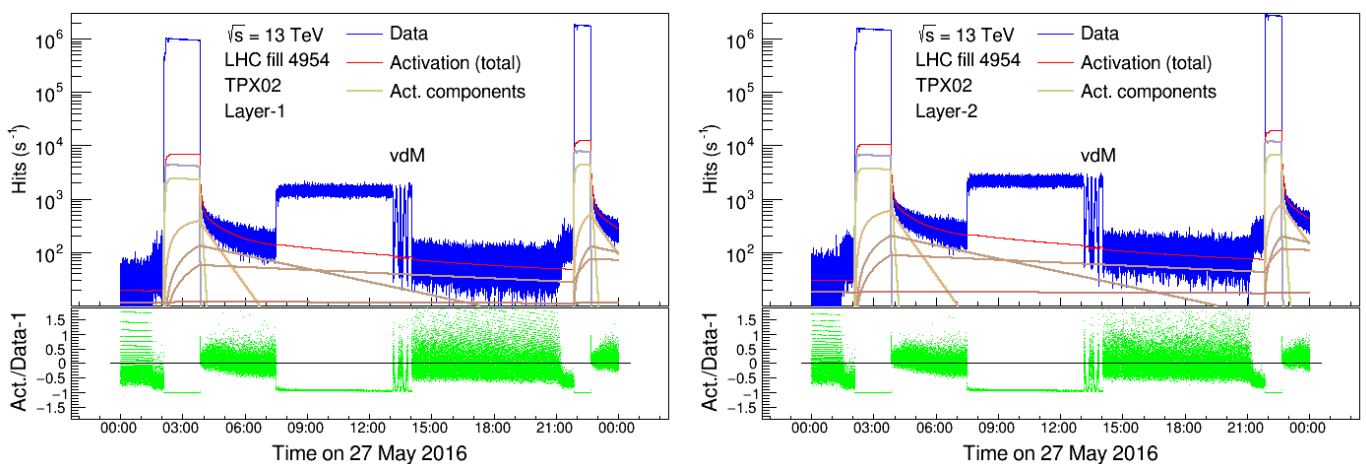 10⁶
10⁵
10⁴
10³
10²
Hits (s⁻¹)
√s = 13 TeV
LHC fill 4954
TPX02
Layer-1
Data
Activation (total)
Act. components
vdM
1.5
1
0.5
0
−0.5
−1
−1.5
Act./Data-1
00:00 03:00 06:00 09:00 12:00 15:00 18:00 21:00 00:00
Time on 27 May 2016
10⁶
10⁵
10⁴
10³
10²
Hits (s⁻¹)
√s = 13 TeV
LHC fill 4954
TPX02
Layer-2
Data
Activation (total)
Act. components
vdM
1.5
1
0.5
0
−0.5
−1
−1.5
Act./Data-1
00:00 03:00 06:00 09:00 12:00 15:00 18:00 21:00 00:00
Time on 27 May 2016